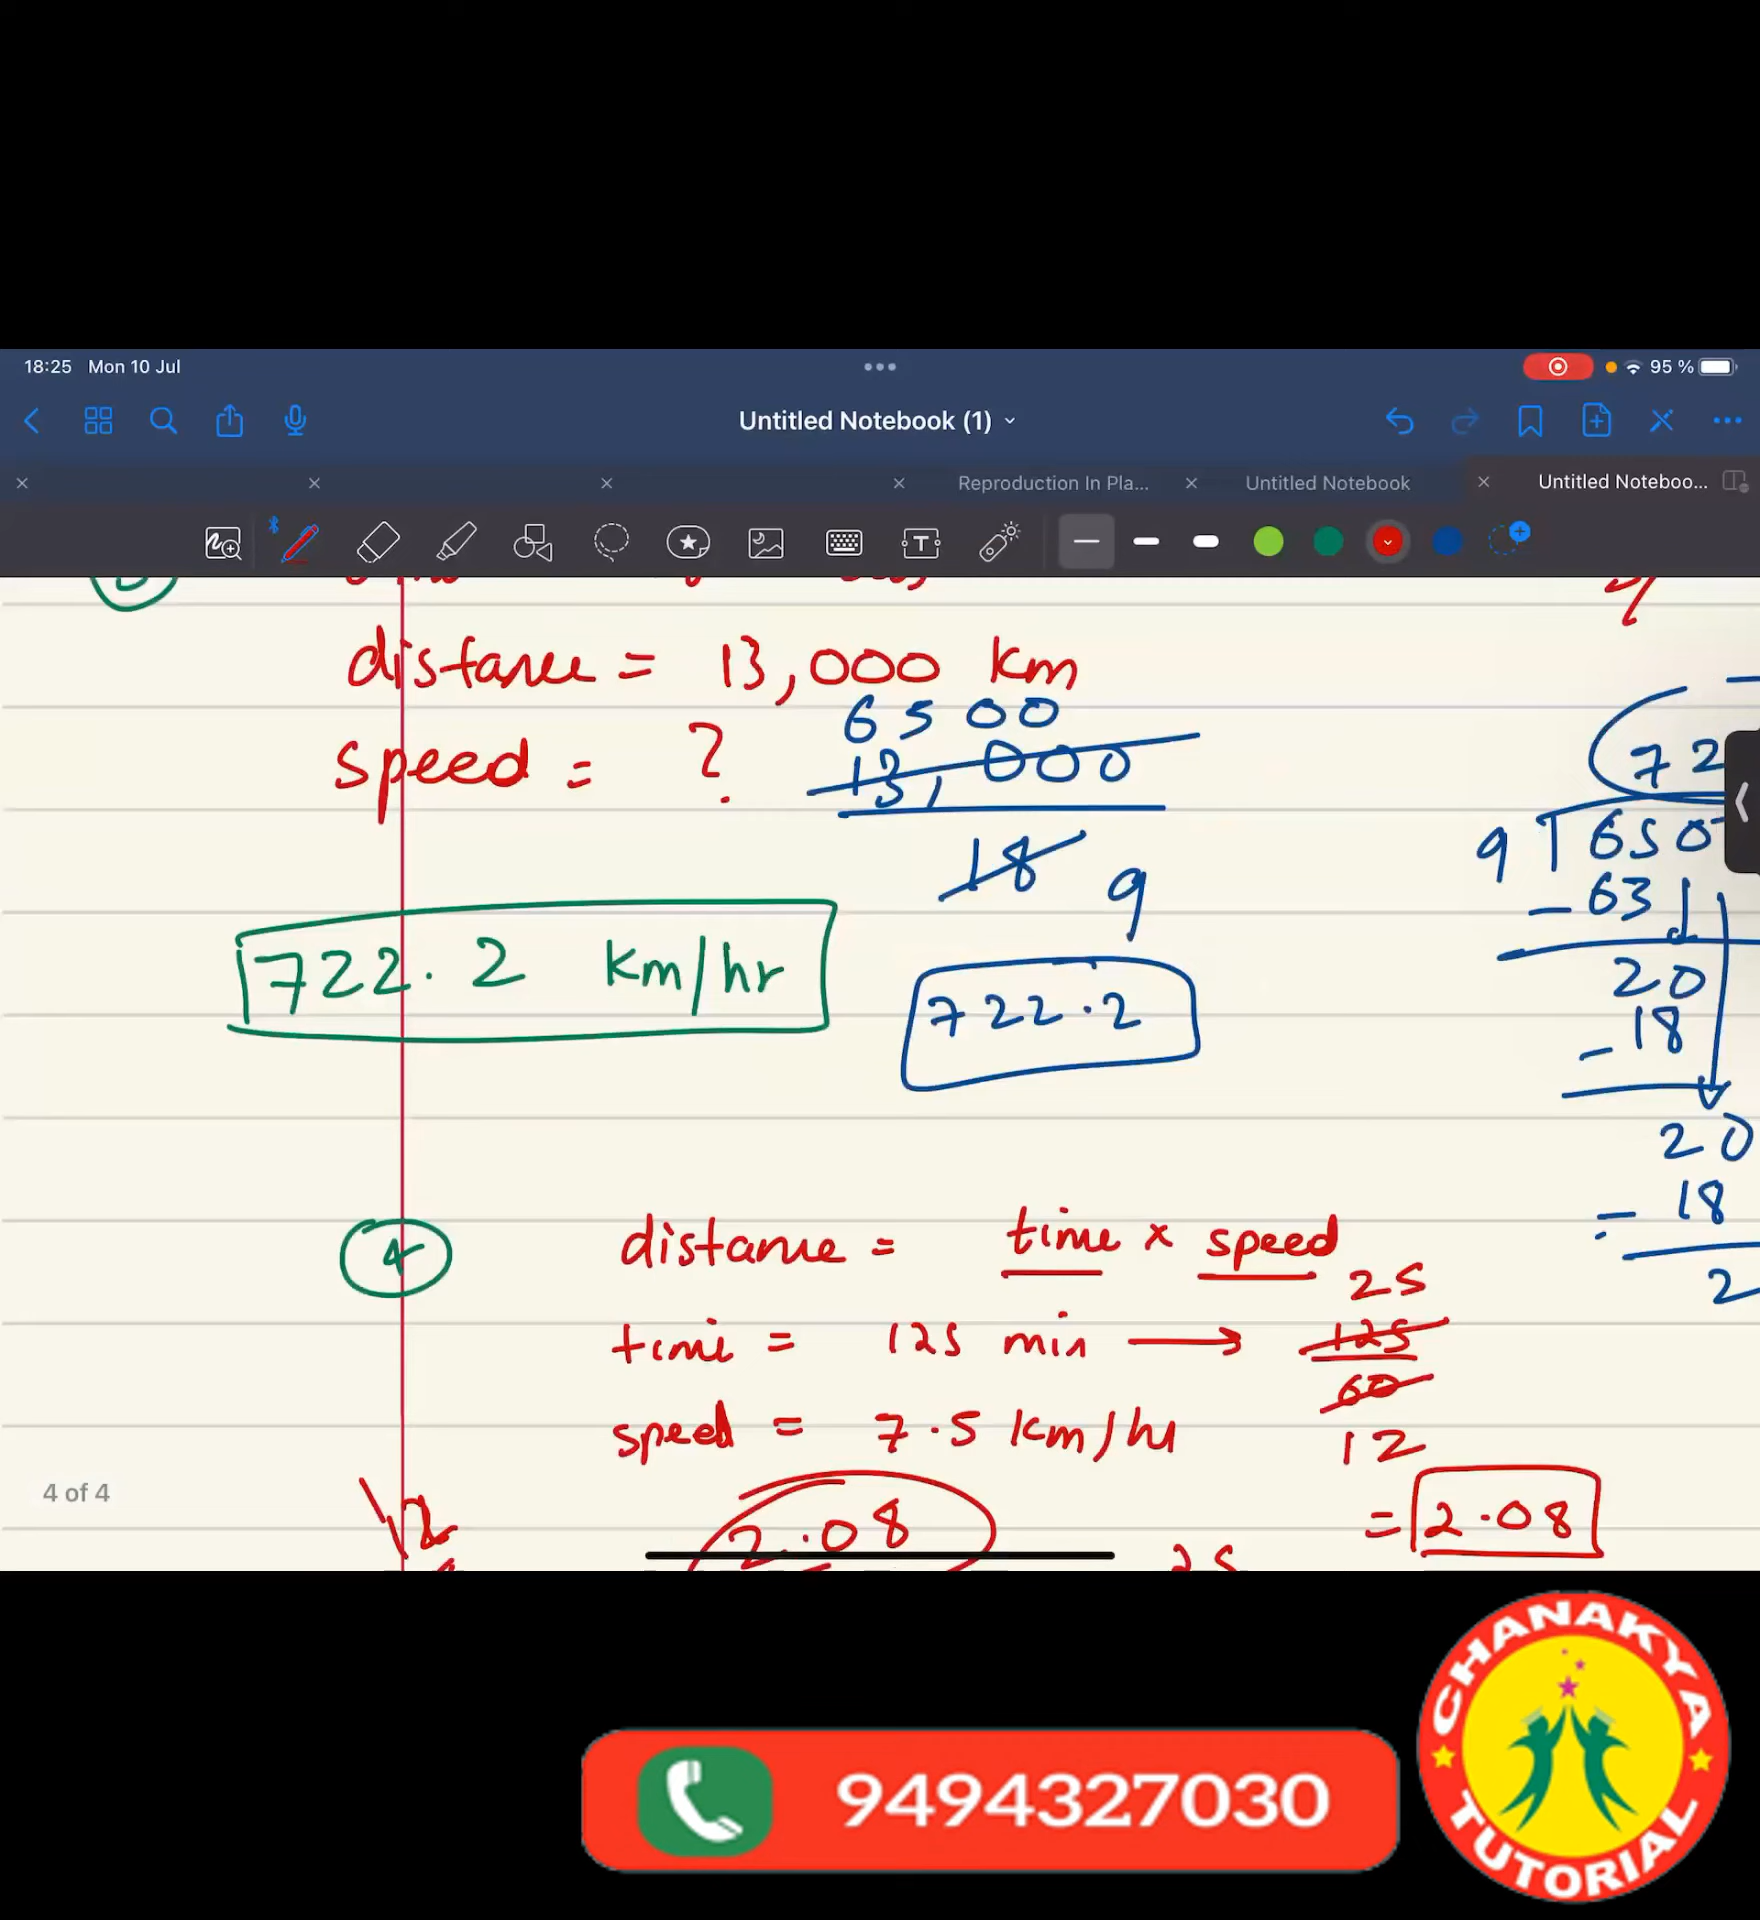 18:25 Mon 10 Jul
95 %
Untitled Notebook (1)
Reproduction In Pla...
Untitled Notebook
Untitled Noteboo...
distance = 13,000 km
6500
speed = ?
13,000
18
9
722.2 km/hr
722.2
72
9
650
- 63
20
- 18
20
- 18
2
4
distance = time x speed
25
time = 125 min → 125
60
speed = 7.5 km/hr
12
4 of 4
= 2.08
2.08
25
9494327030
CHANAKYA
TUTORIAL